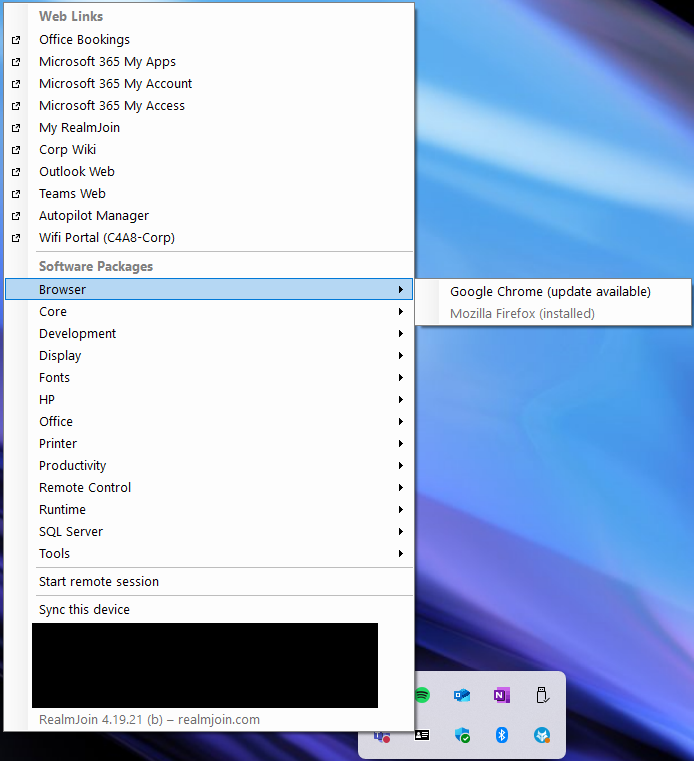 Web Links
Office Bookings
Microsoft 365 My Apps
Microsoft 365 My Account
Microsoft 365 My Access
My RealmJoin
Corp Wiki
Outlook Web
Teams Web
Autopilot Manager
Wifi Portal (C4A8-Corp)
Software Packages
Browser
Google Chrome (update available)
Mozilla Firefox (installed)
Core
Development
Display
Fonts
HP
Office
Printer
Productivity
Remote Control
Runtime
SQL Server
Tools
Start remote session
Sync this device
RealmJoin 4.19.21 (b) – realmjoin.com